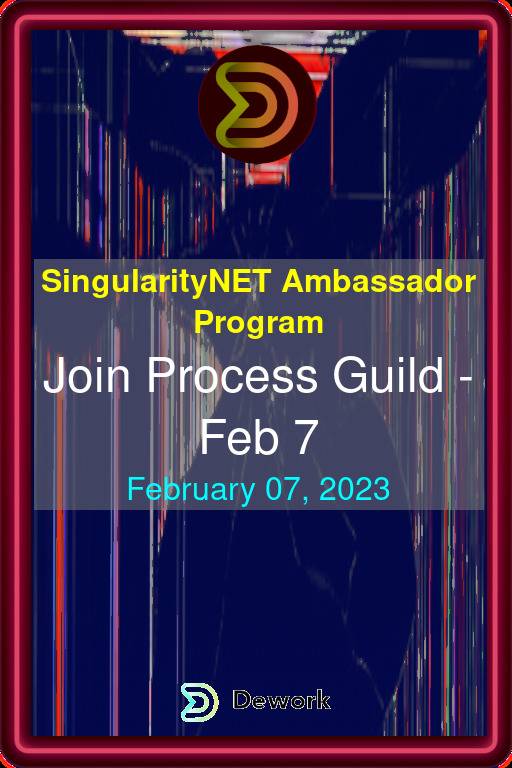 SingularityNET Ambassador
Program
Join Process Guild -
Feb 7
February 07, 2023
Dework